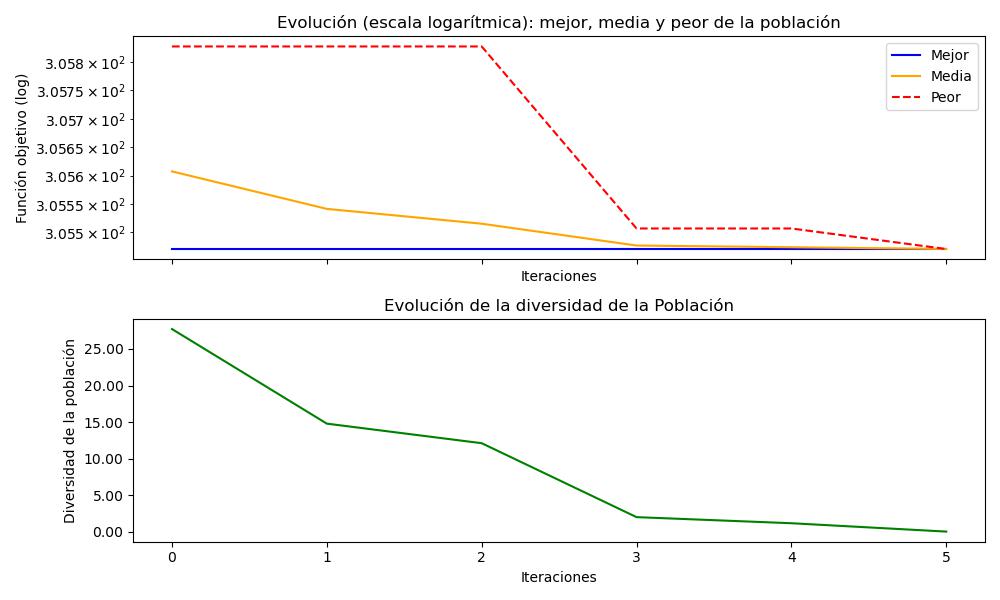 Evolución (escala logarítmica): mejor, media y peor de la población
Función objetivo (log)
3.058 × 10²
3.0575 × 10²
3.057 × 10²
3.0565 × 10²
3.056 × 10²
3.0555 × 10²
3.055 × 10²
Mejor
Media
Peor
Iteraciones
Evolución de la diversidad de la Población
Diversidad de la población
25.00
20.00
15.00
10.00
5.00
0.00
0 1 2 3 4 5
Iteraciones